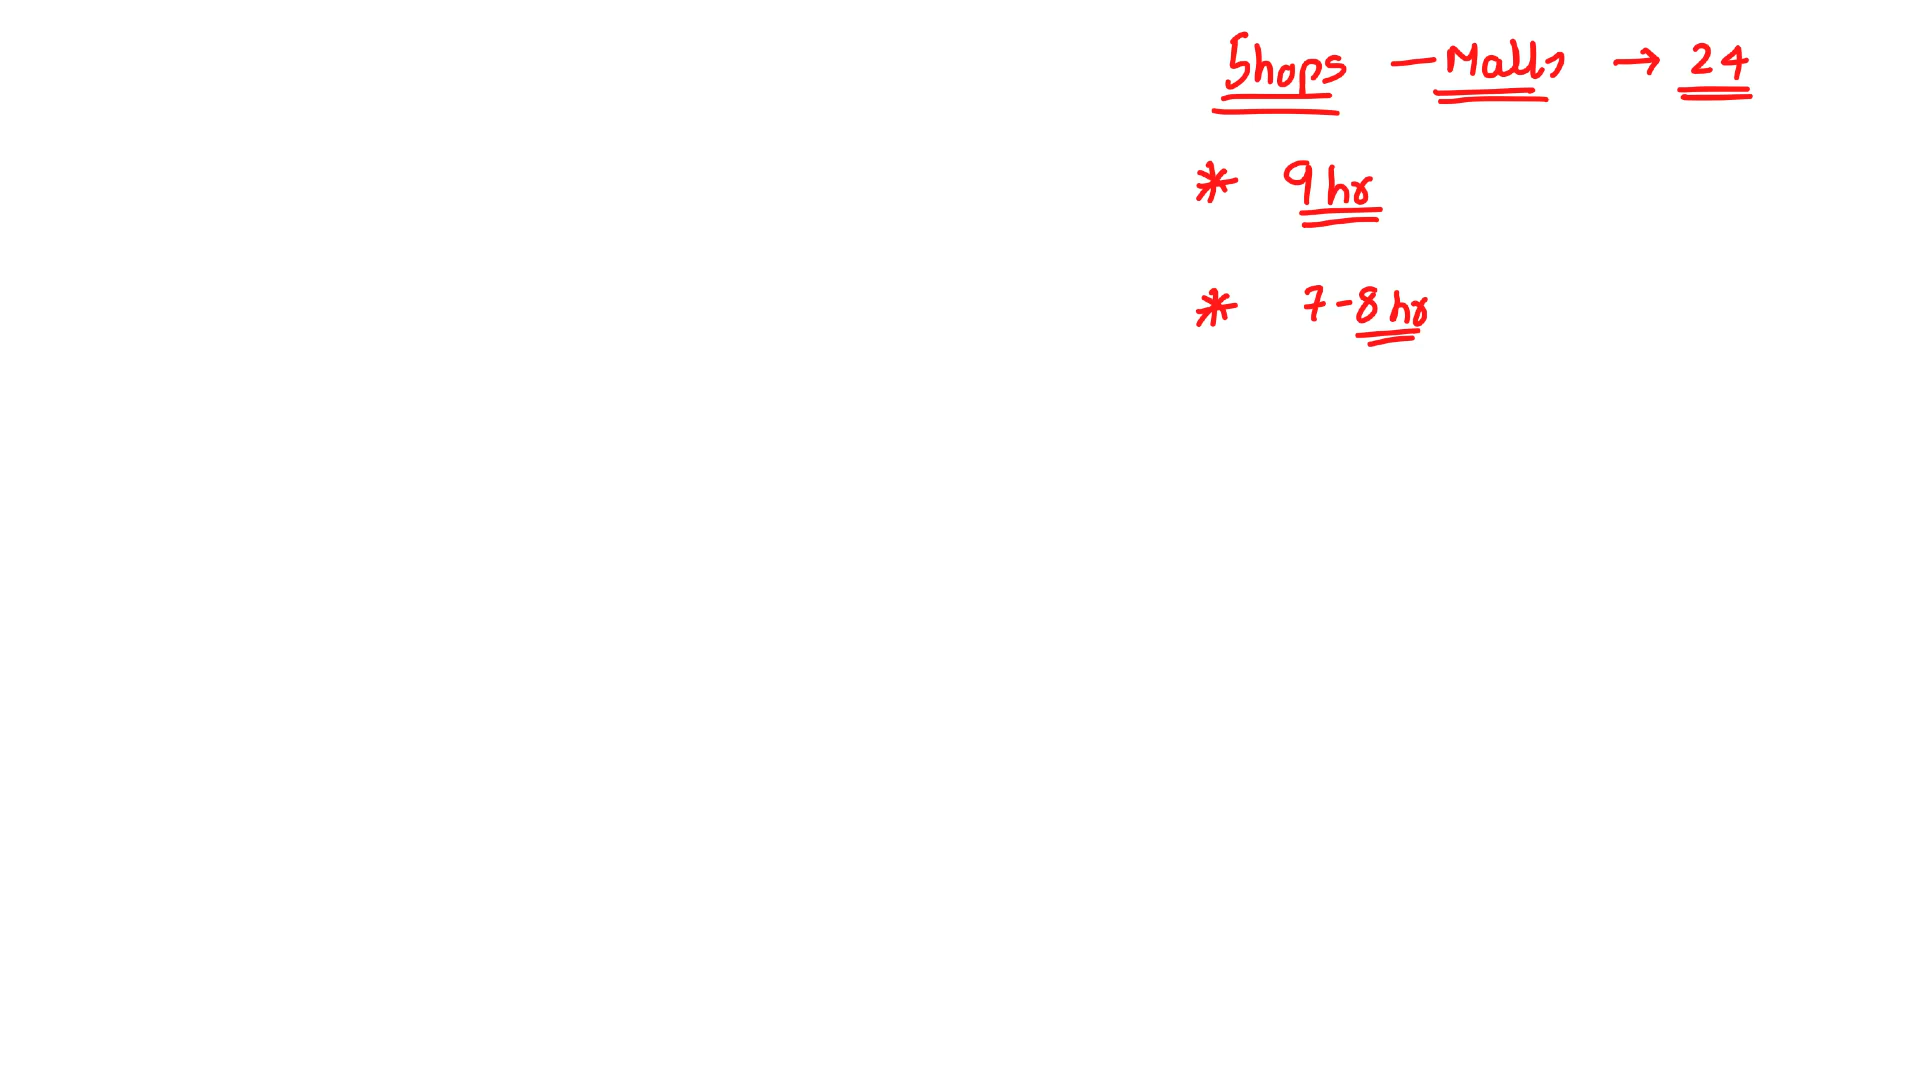 Shops — Malls → 24
* 9 hr
* 7-8 hr